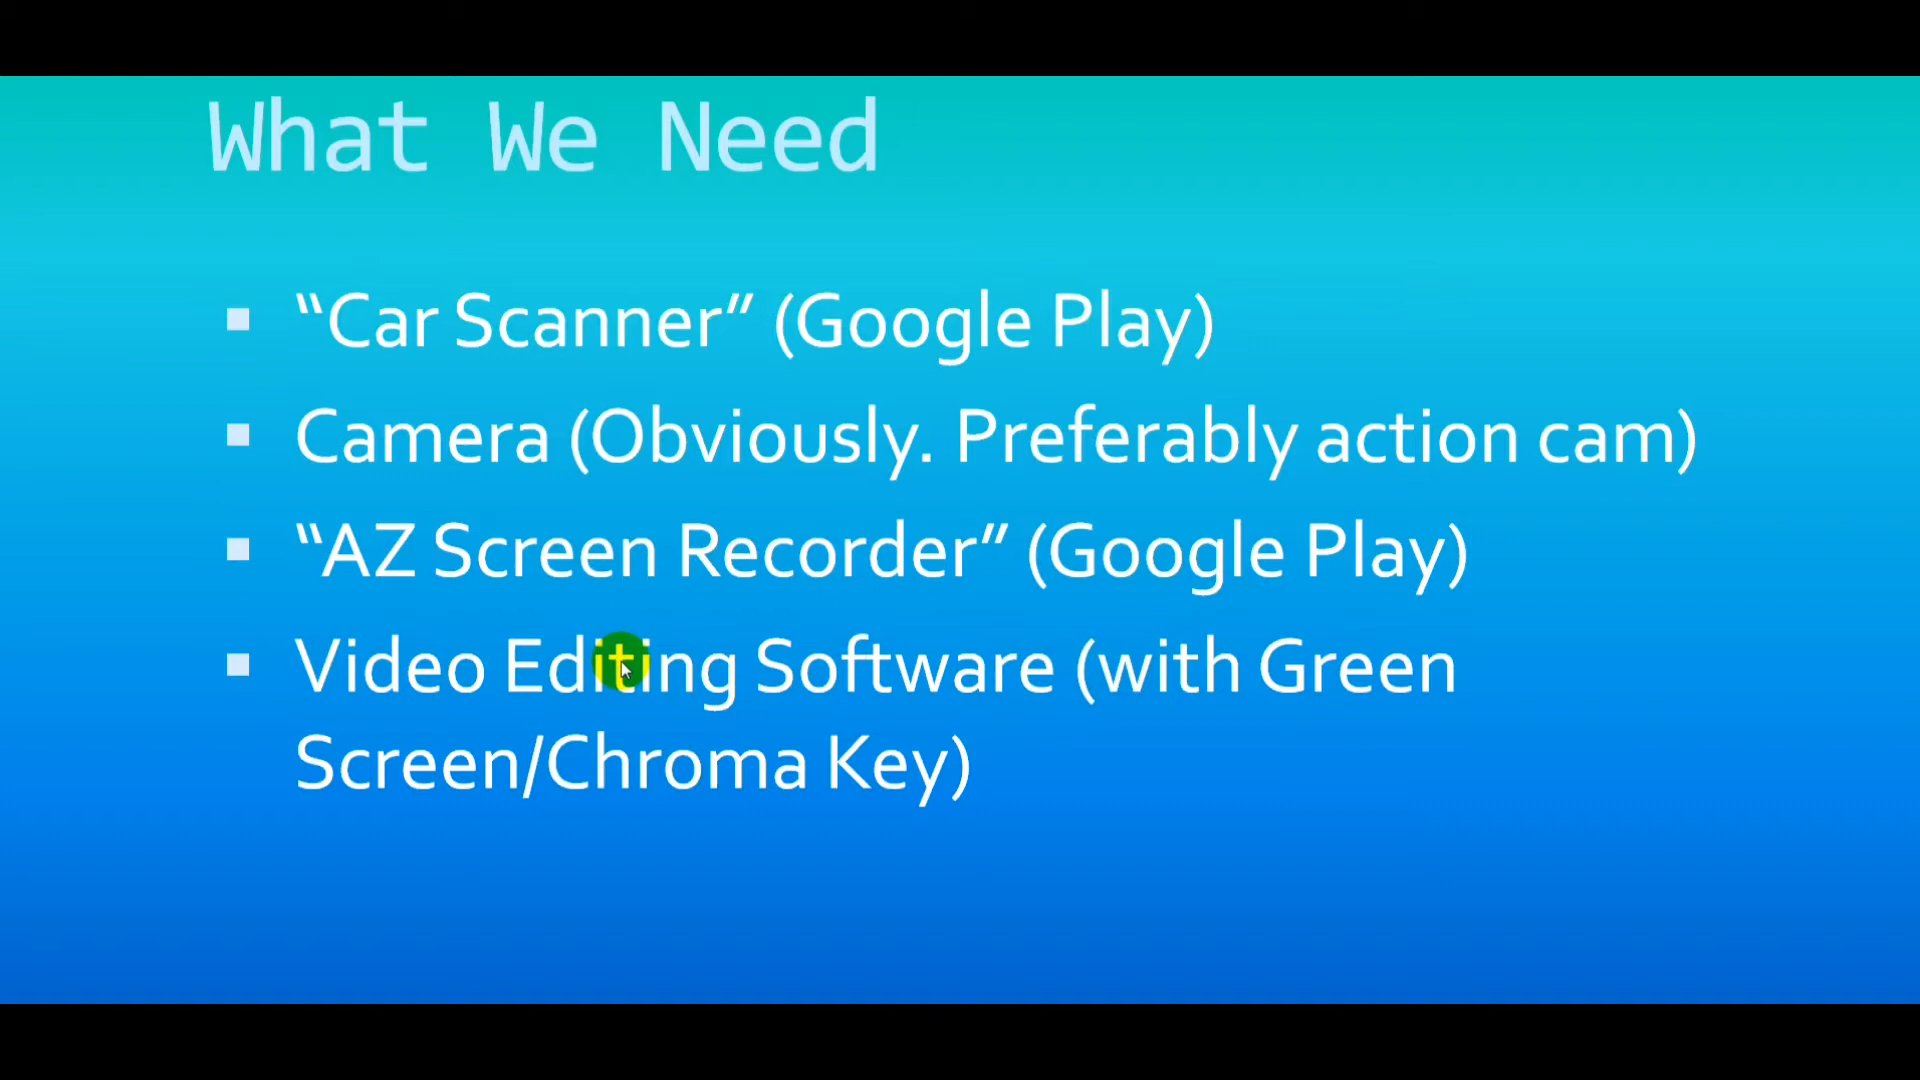 What We Need
“Car Scanner” (Google Play)
Camera (Obviously. Preferably action cam)
“AZ Screen Recorder” (Google Play)
Video Editing Software (with Green
Screen/Chroma Key)